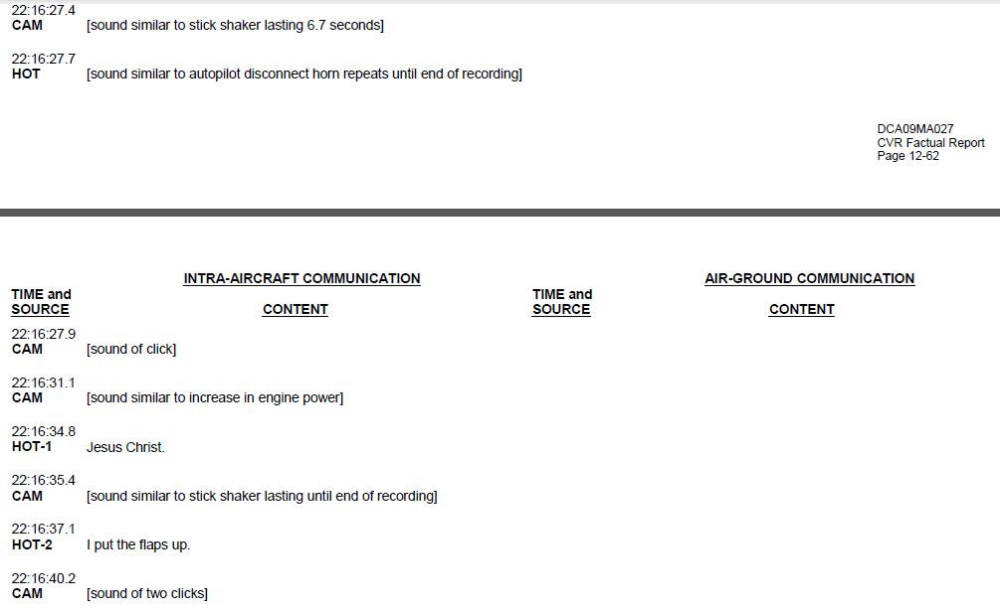 22:16:27.4
CAM [sound similar to stick shaker lasting 6.7 seconds]
22:16:27.7
HOT [sound similar to autopilot disconnect horn repeats until end of recording]
DCA09MA027
CVR Factual Report
Page 12-62
INTRA-AIRCRAFT COMMUNICATION AIR-GROUND COMMUNICATION
TIME and TIME and
SOURCE CONTENT SOURCE CONTENT
22:16:27.9
CAM [sound of click]
22:16:31.1
CAM [sound similar to increase in engine power]
22:16:34.8
HOT-1 Jesus Christ.
22:16:35.4
CAM [sound similar to stick shaker lasting until end of recording]
22:16:37.1
HOT-2 I put the flaps up.
22:16:40.2
CAM [sound of two clicks]